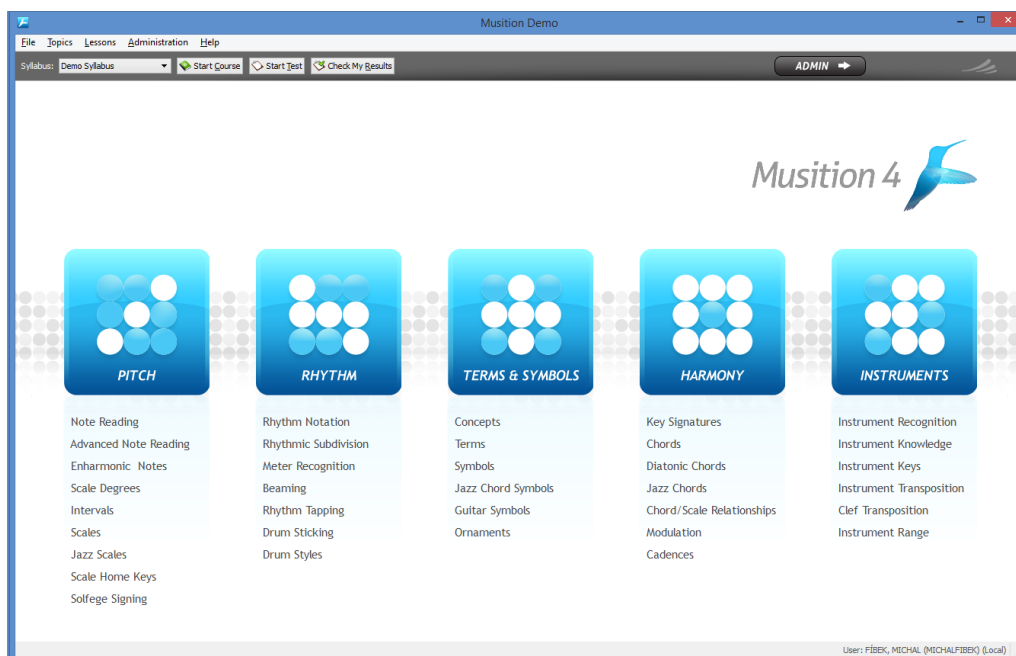 Musition Demo
File Topics Lessons Administration Help
Syllabus: Demo Syllabus Start Course Start Test Check My Results ADMIN
Musition 4
PITCH
Note Reading
Advanced Note Reading
Enharmonic Notes
Scale Degrees
Intervals
Scales
Jazz Scales
Scale Home Keys
Solfege Signing
RHYTHM
Rhythm Notation
Rhythmic Subdivision
Meter Recognition
Beaming
Rhythm Tapping
Drum Sticking
Drum Styles
TERMS & SYMBOLS
Concepts
Terms
Symbols
Jazz Chord Symbols
Guitar Symbols
Ornaments
HARMONY
Key Signatures
Chords
Diatonic Chords
Jazz Chords
Chord/Scale Relationships
Modulation
Cadences
INSTRUMENTS
Instrument Recognition
Instrument Knowledge
Instrument Keys
Instrument Transposition
Clef Transposition
Instrument Range
User: FÍBEK, MICHAL (MICHALFIBEK) (Local)